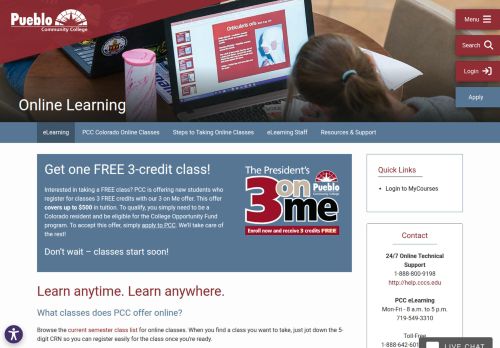 Pueblo
Community College
Menu
Search
Login
Apply
Orbicularis oris
Online Learning
eLearning
PCC Colorado Online Classes
Steps to Taking Online Classes
eLearning Staff
Resources & Support
Get one FREE 3-credit class!
Interested in taking a FREE class? PCC is offering new students who
register for classes 3 FREE credits with our 3 on Me offer. This offer
covers up to $500 in tuition. To qualify, you simply need to be a
Colorado resident and be eligible for the College Opportunity Fund
program. To accept this offer, simply apply to PCC. We'll take care of
the rest!
Don't wait – classes start soon!
The President's
3 on me
Pueblo
Community College
Enroll now and receive 3 credits FREE
Quick Links
Login to MyCourses
Learn anytime. Learn anywhere.
What classes does PCC offer online?
Browse the current semester class list for online classes. When you find a class you want to take, just jot down the 5-
digit CRN so you can register easily for the class once you're ready.
Contact
24/7 Online Technical
Support
1-888-800-9198
http://help.cccs.edu
PCC eLearning
Mon-Fri - 8 a.m. to 5 p.m.
719-549-3310
Toll-Free
1-888-642-60
LIVE CHAT